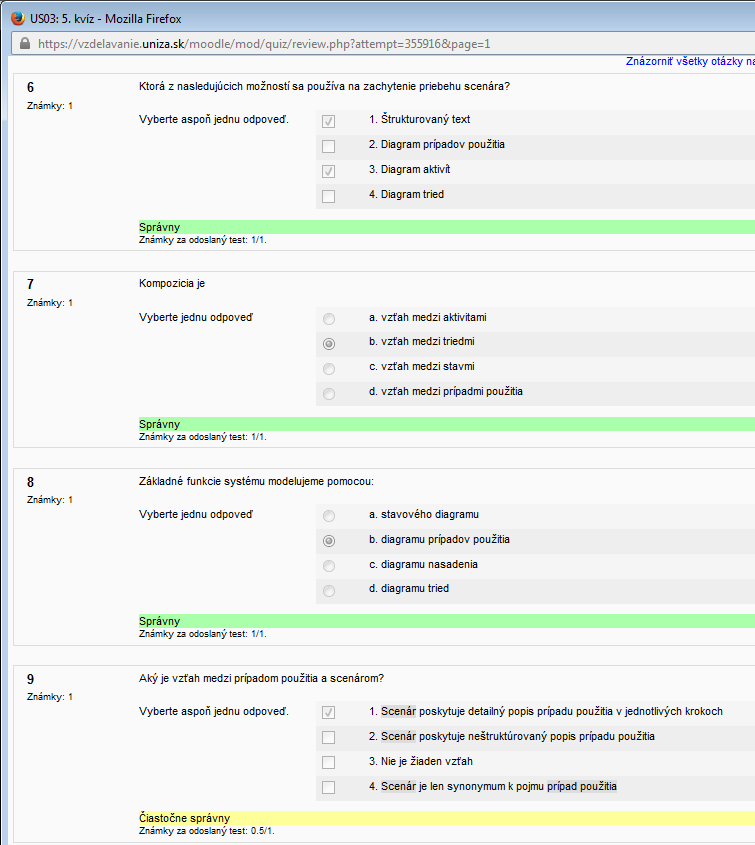 US03: 5. kvíz - Mozilla Firefox
https://vzdelavanie.uniza.sk/moodle/mod/quiz/review.php?attempt=355916&page=1
Znázorniť všetky otázky na
6
Známky: 1
Ktorá z nasledujúcich možností sa používa na zachytenie priebehu scenára?
Vyberte aspoň jednu odpoveď.
1. Štrukturovaný text
2. Diagram prípadov použitia
3. Diagram aktivít
4. Diagram tried
Správny
Známky za odoslaný test: 1/1.
7
Známky: 1
Kompozicia je
Vyberte jednu odpoveď
a. vzťah medzi aktivitami
b. vzťah medzi triedmi
c. vzťah medzi stavmi
d. vzťah medzi prípadmi použitia
Správny
Známky za odoslaný test: 1/1.
8
Známky: 1
Základné funkcie systému modelujeme pomocou:
Vyberte jednu odpoveď
a. stavového diagramu
b. diagramu prípadov použitia
c. diagramu nasadenia
d. diagramu tried
Správny
Známky za odoslaný test: 1/1.
9
Známky: 1
Aký je vzťah medzi prípadom použitia a scenárom?
Vyberte aspoň jednu odpoveď.
1. Scenár poskytuje detailný popis prípadu použitia v jednotlivých krokoch
2. Scenár poskytuje neštruktúrovaný popis prípadu použitia
3. Nie je žiaden vzťah
4. Scenár je len synonymum k pojmu prípad použitia
Čiastočne správny
Známky za odoslaný test: 0.5/1.